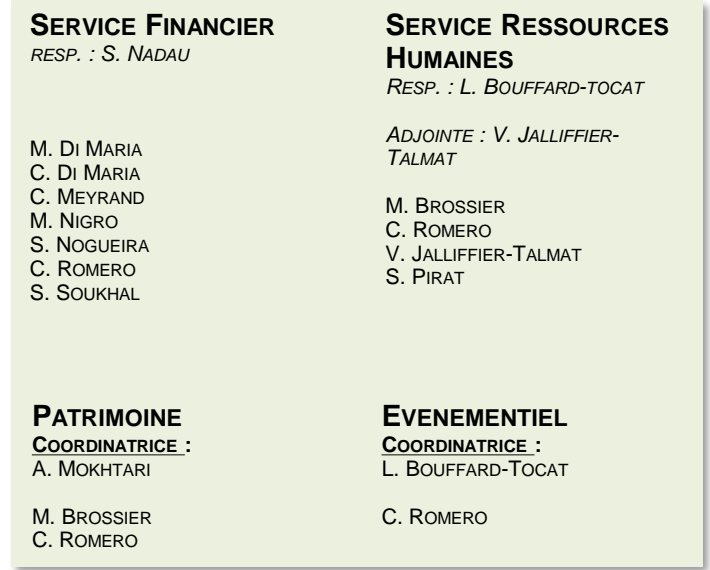 SERVICE FINANCIER
RESP. : S. NADAU
M. DI MARIA
C. DI MARIA
C. MEYRAND
M. NIGRO
S. NOGUEIRA
C. ROMERO
S. SOUKHAL
SERVICE RESSOURCES
HUMAINES
RESP. : L. BOUFFARD-TOCAT
ADJOINTE : V. JALLIFFIER-
TALMAT
M. BROSSIER
C. ROMERO
V. JALLIFFIER-TALMAT
S. PIRAT
PATRIMOINE
COORDINATRICE :
A. MOKHTARI
M. BROSSIER
C. ROMERO
EVENEMENTIEL
COORDINATRICE :
L. BOUFFARD-TOCAT
C. ROMERO